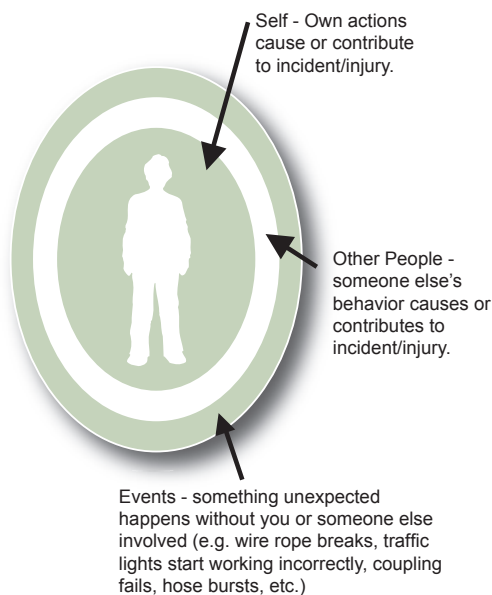 Self - Own actions
cause or contribute
to incident/injury.
Other People -
someone else's
behavior causes or
contributes to
incident/injury.
Events - something unexpected
happens without you or someone else
involved (e.g. wire rope breaks, traffic
lights start working incorrectly, coupling
fails, hose bursts, etc.)